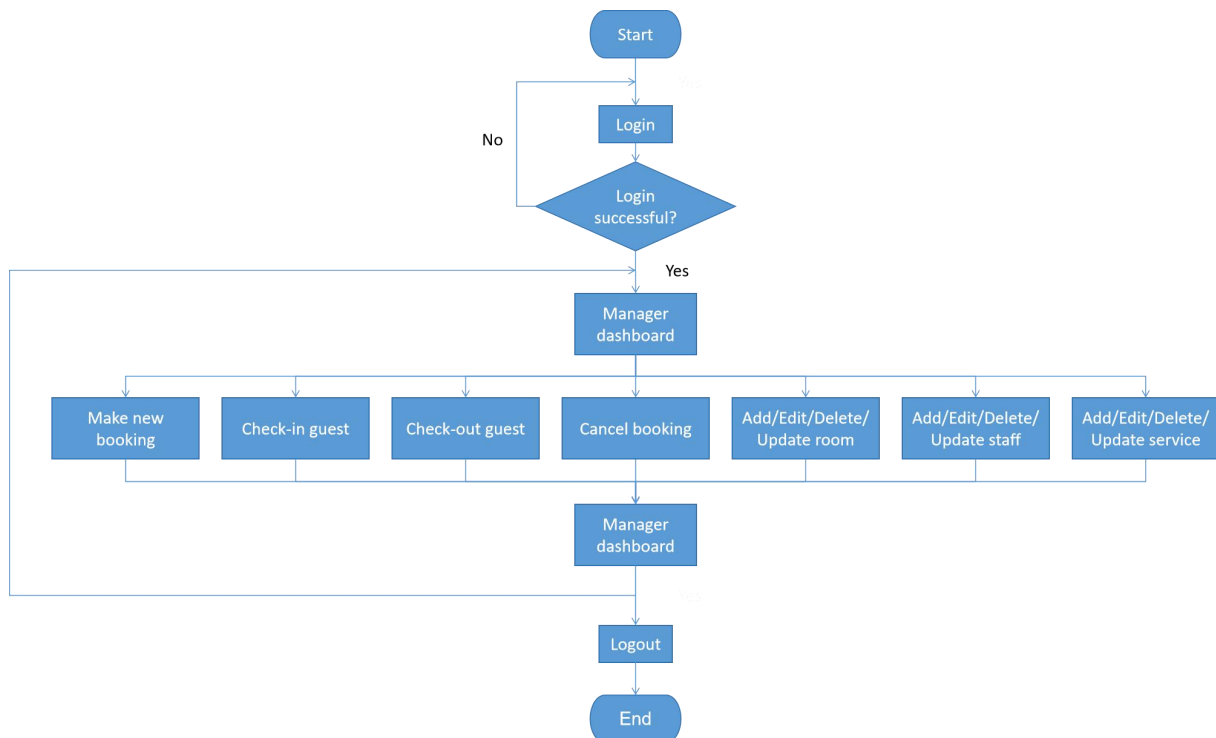 Start
Yes
Login
No
Login
successful?
Yes
Manager
dashboard
Make new
booking
Check-in guest
Check-out guest
Cancel booking
Add/Edit/Delete/
Update room
Add/Edit/Delete/
Update staff
Add/Edit/Delete/
Update service
Manager
dashboard
Yes
Logout
End